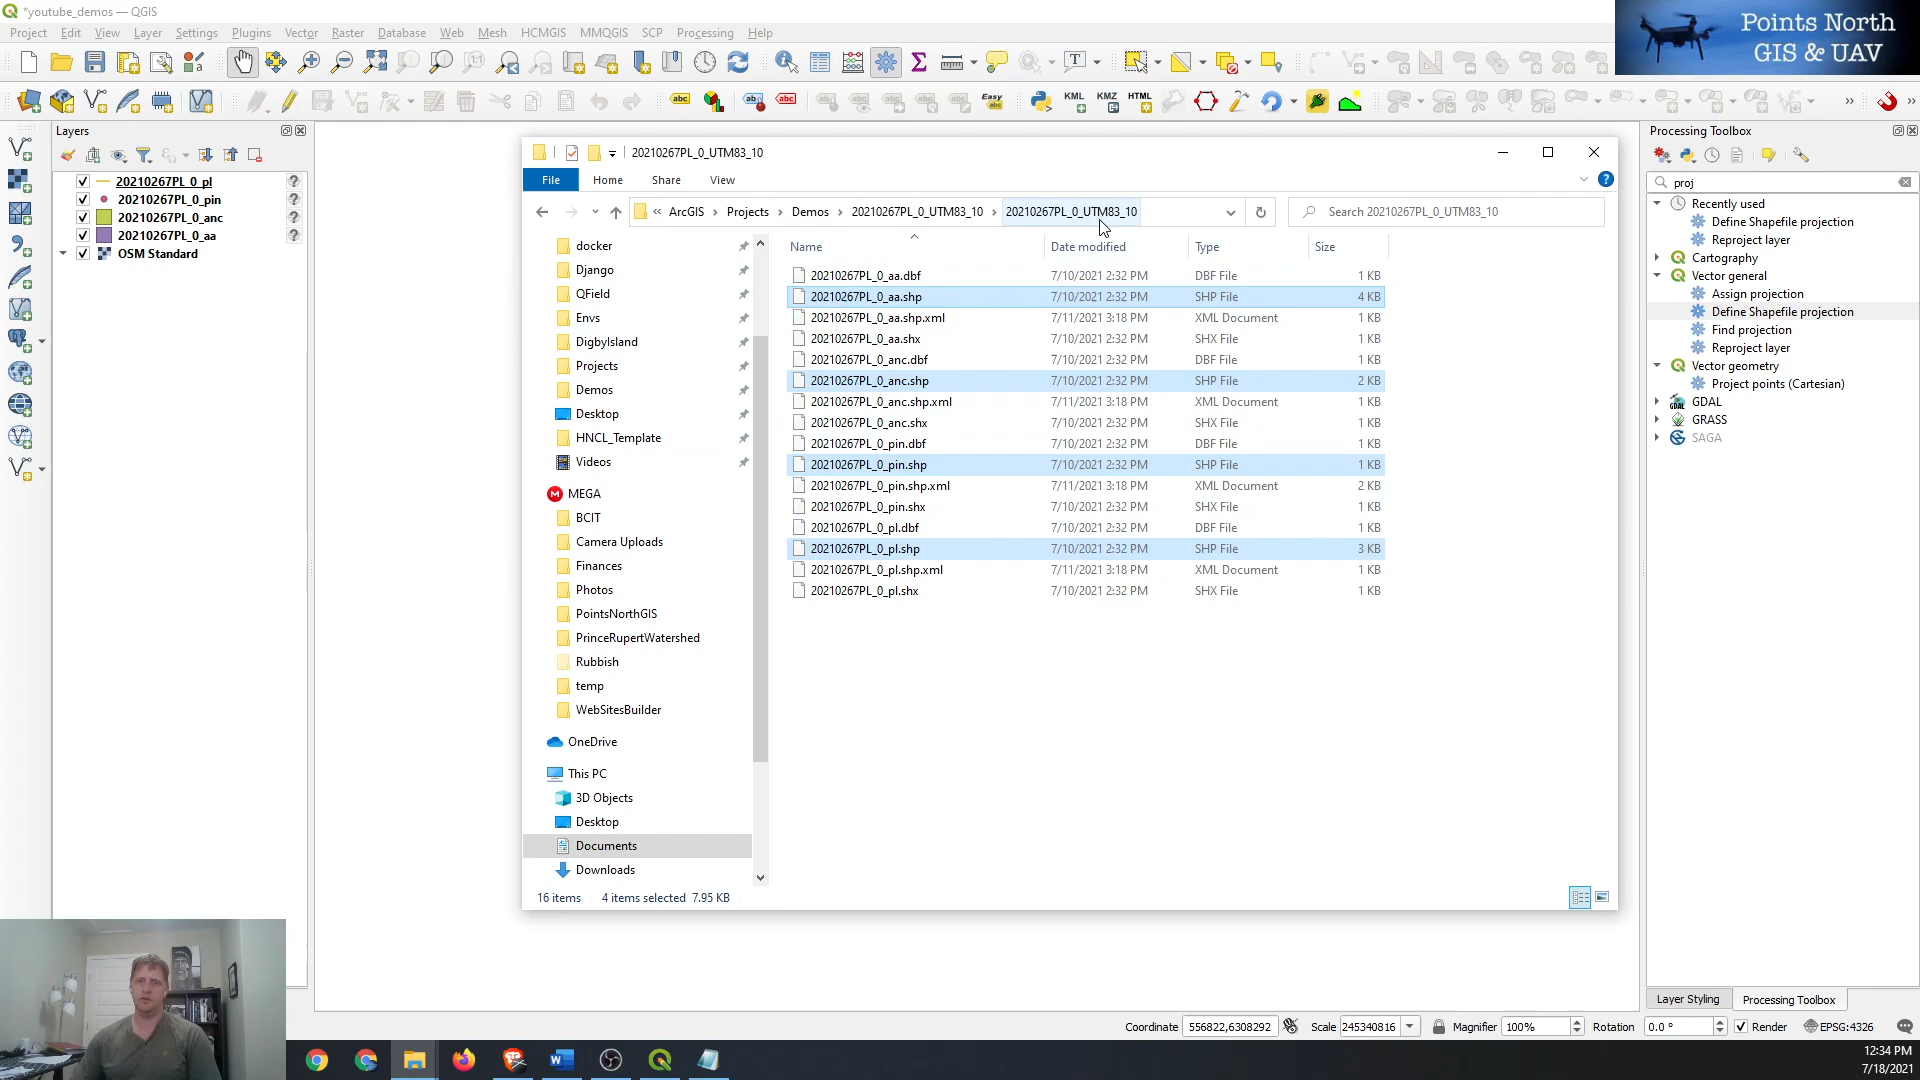 *youtube_demos — QGIS
Points North
GIS & UAV
Project Edit View Layer Settings Plugins Vector Raster Database Web Mesh HCMGIS MMQGIS SCP Processing Help
abc abc abc Easy KML KMZ HTML
Layers
20210267PL_0_pl
20210267PL_0_pin
20210267PL_0_anc
20210267PL_0_aa
OSM Standard
20210267PL_0_UTM83_10
File Home Share View
« ArcGIS › Projects › Demos › 20210267PL_0_UTM83_10 › 20210267PL_0_UTM83_10
Search 20210267PL_0_UTM83_10
docker
Django
QField
Envs
DigbyIsland
Projects
Demos
Desktop
HNCL_Template
Videos
MEGA
BCIT
Camera Uploads
Finances
Photos
PointsNorthGIS
PrinceRupertWatershed
Rubbish
temp
WebSitesBuilder
OneDrive
This PC
3D Objects
Desktop
Documents
Downloads
Name Date modified Type Size
20210267PL_0_aa.dbf 7/10/2021 2:32 PM DBF File 1 KB
20210267PL_0_aa.shp 7/10/2021 2:32 PM SHP File 4 KB
20210267PL_0_aa.shp.xml 7/11/2021 3:18 PM XML Document 1 KB
20210267PL_0_aa.shx 7/10/2021 2:32 PM SHX File 1 KB
20210267PL_0_anc.dbf 7/10/2021 2:32 PM DBF File 1 KB
20210267PL_0_anc.shp 7/10/2021 2:32 PM SHP File 2 KB
20210267PL_0_anc.shp.xml 7/11/2021 3:18 PM XML Document 1 KB
20210267PL_0_anc.shx 7/10/2021 2:32 PM SHX File 1 KB
20210267PL_0_pin.dbf 7/10/2021 2:32 PM DBF File 1 KB
20210267PL_0_pin.shp 7/10/2021 2:32 PM SHP File 1 KB
20210267PL_0_pin.shp.xml 7/11/2021 3:18 PM XML Document 2 KB
20210267PL_0_pin.shx 7/10/2021 2:32 PM SHX File 1 KB
20210267PL_0_pl.dbf 7/10/2021 2:32 PM DBF File 1 KB
20210267PL_0_pl.shp 7/10/2021 2:32 PM SHP File 3 KB
20210267PL_0_pl.shp.xml 7/11/2021 3:18 PM XML Document 1 KB
20210267PL_0_pl.shx 7/10/2021 2:32 PM SHX File 1 KB
16 items 4 items selected 7.95 KB
Processing Toolbox
proj
Recently used
Define Shapefile projection
Reproject layer
Cartography
Vector general
Assign projection
Define Shapefile projection
Find projection
Reproject layer
Vector geometry
Project points (Cartesian)
GDAL
GRASS
SAGA
Layer Styling Processing Toolbox
Coordinate 556822,6308292 Scale 245340816 Magnifier 100% Rotation 0.0 ° Render EPSG:4326
12:34 PM
7/18/2021